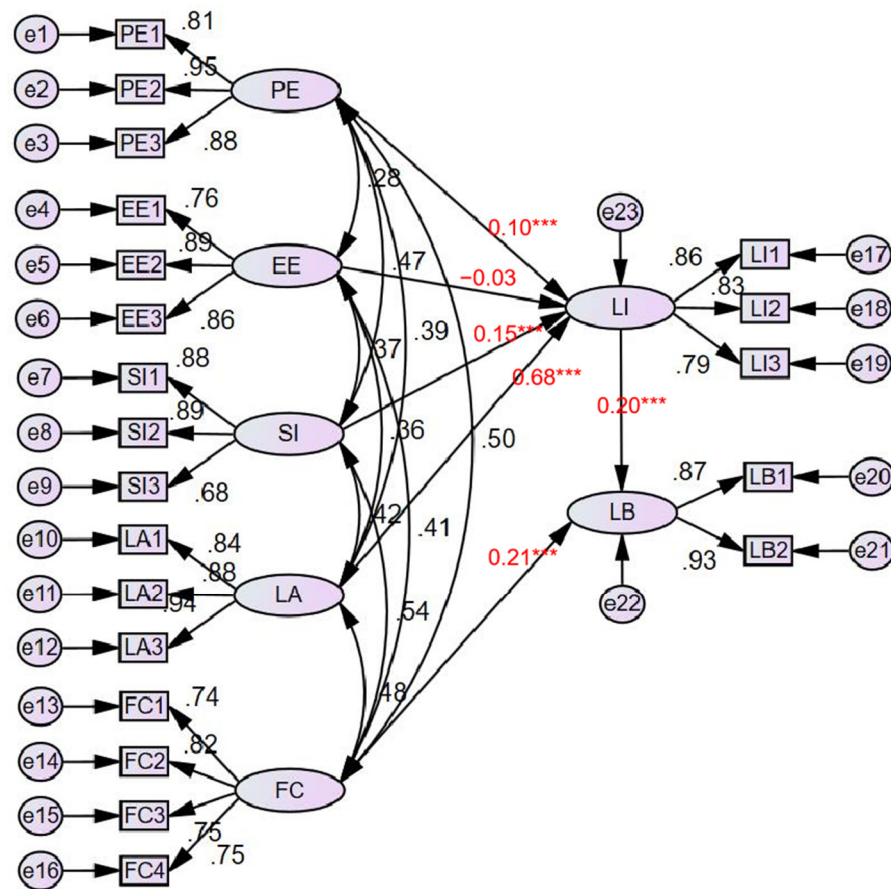 e1 PE1 .81
e2 PE2 .95 PE
e3 PE3 .88
.28
e4 EE1 .76
e5 EE2 .89 EE
e6 EE3 .86
e23
0.10***
.47
−0.03
LI
.86 LI1 e17
.83 LI2 e18
.79 LI3 e19
.37 .39
0.15***
0.68***
0.20***
e7 SI1 .88
e8 SI2 .89 SI
e9 SI3 .68
.36 .50
.42 .41
LB
.87 LB1 e20
.93 LB2 e21
0.21***
e22
e10 LA1 .84
e11 LA2 .88 LA
e12 LA3 .94
.54
.48
e13 FC1 .74
e14 FC2 .82 FC
e15 FC3 .75
e16 FC4 .75